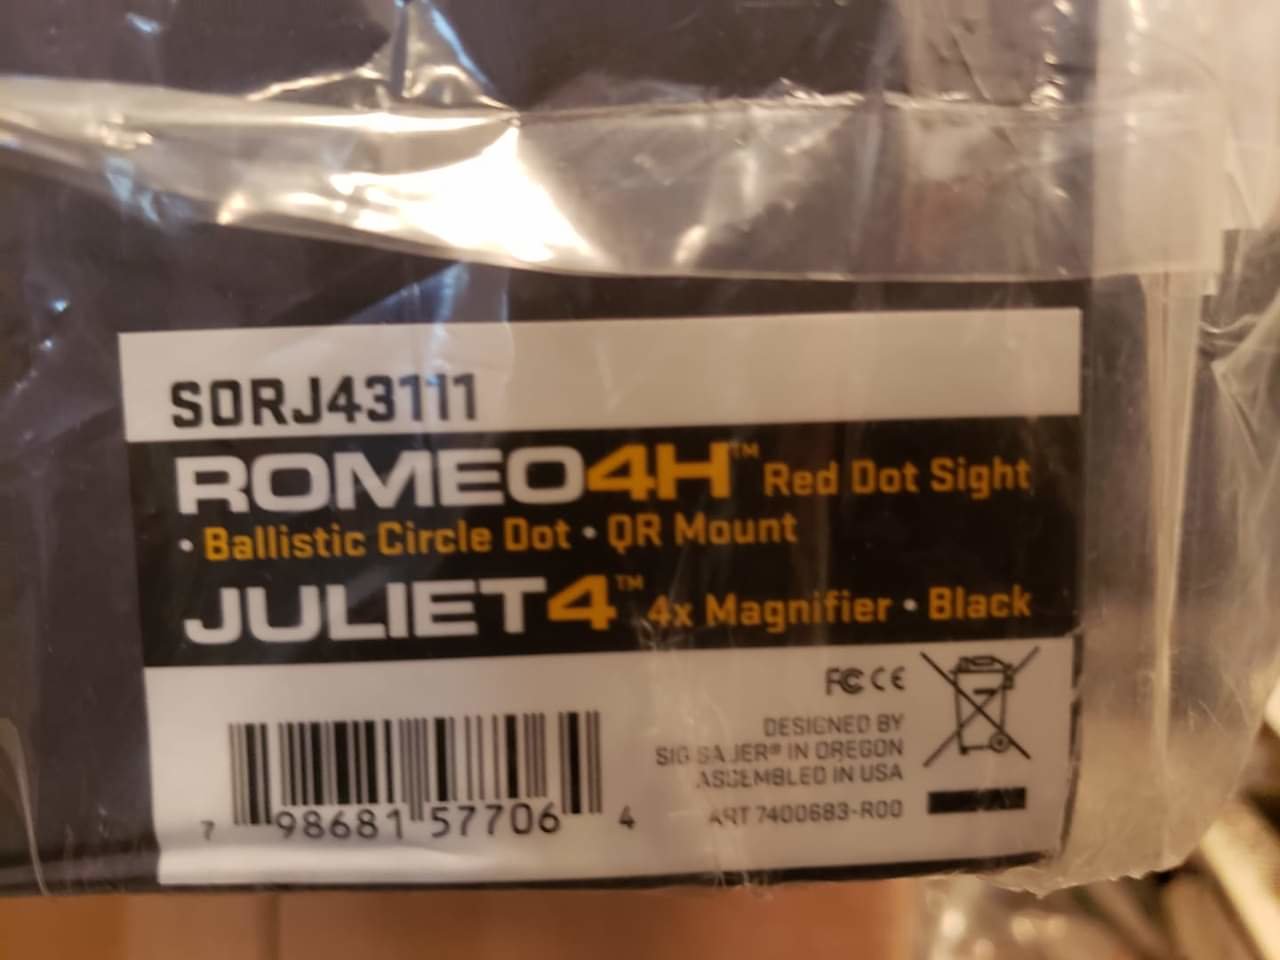 SORJ43111
ROMEO4H™ Red Dot Sight
• Ballistic Circle Dot • QR Mount
JULIET4™ 4x Magnifier • Black
FC CE
DESIGNED BY
SIG SAUER® IN OREGON
ASSEMBLED IN USA
ART 7400683-R00
7 98681 57706 4